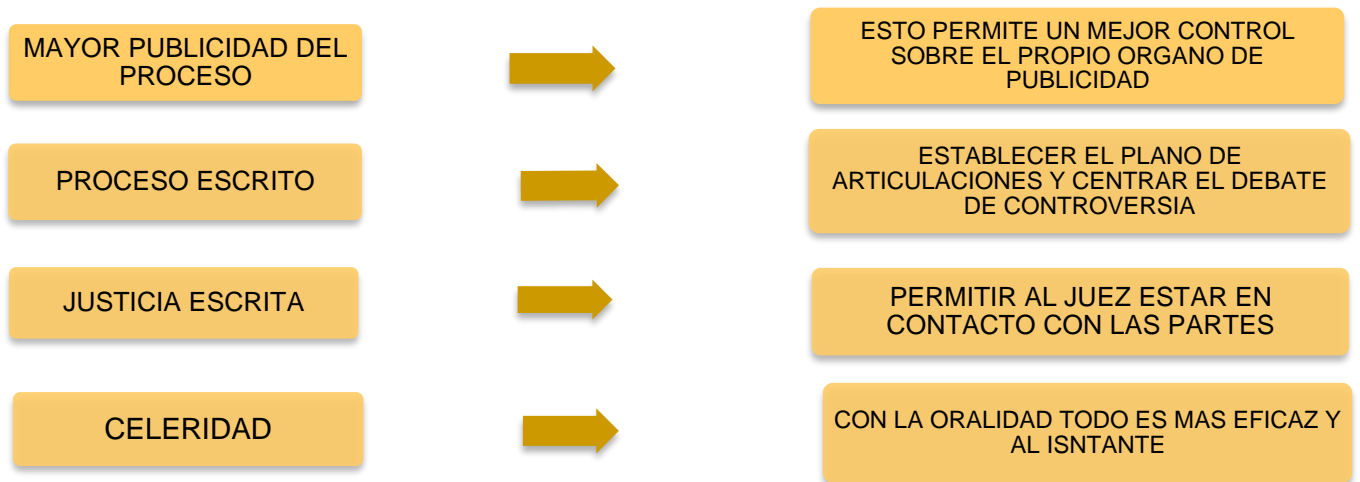 MAYOR PUBLICIDAD DEL
PROCESO
ESTO PERMITE UN MEJOR CONTROL
SOBRE EL PROPIO ORGANO DE
PUBLICIDAD
PROCESO ESCRITO
ESTABLECER EL PLANO DE
ARTICULACIONES Y CENTRAR EL DEBATE
DE CONTROVERSIA
JUSTICIA ESCRITA
PERMITIR AL JUEZ ESTAR EN
CONTACTO CON LAS PARTES
CELERIDAD
CON LA ORALIDAD TODO ES MAS EFICAZ Y
AL ISNTANTE